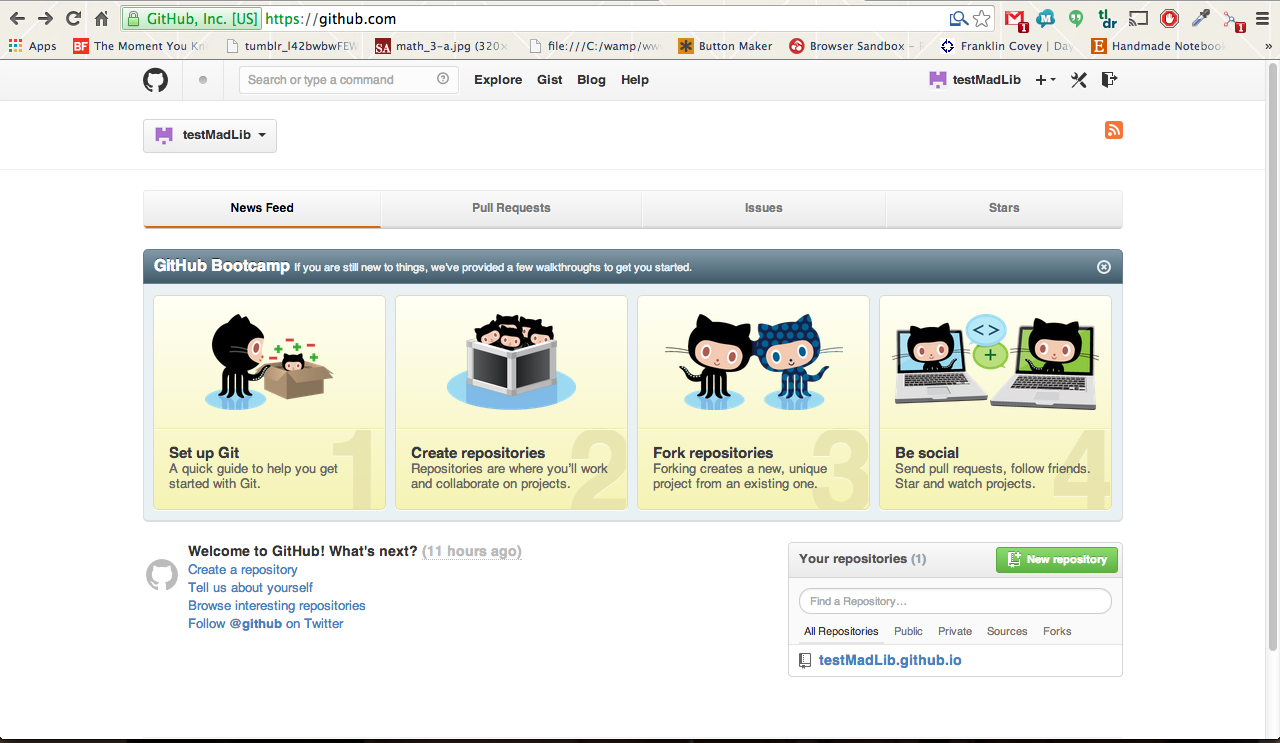 GitHub, Inc. [US] https://github.com
1
1
Apps
BF The Moment You Kn
tumblr_l42bwbwFEW
SA math_3-a.jpg (320×
file:///C:/wamp/ww
Button Maker
Browser Sandbox –
Franklin Covey | Day
E Handmade Notebook
»
Search or type a command
Explore Gist Blog Help
testMadLib
testMadLib
News Feed Pull Requests Issues Stars
GitHub Bootcamp If you are still new to things, we've provided a few walkthroughs to get you started.
1
Set up Git
A quick guide to help you get
started with Git.
2
Create repositories
Repositories are where you'll work
and collaborate on projects.
3
Fork repositories
Forking creates a new, unique
project from an existing one.
<> +
4
Be social
Send pull requests, follow friends.
Star and watch projects.
Welcome to GitHub! What's next? (11 hours ago)
Create a repository
Tell us about yourself
Browse interesting repositories
Follow @github on Twitter
Your repositories (1) New repository
Find a Repository…
All Repositories Public Private Sources Forks
testMadLib.github.io